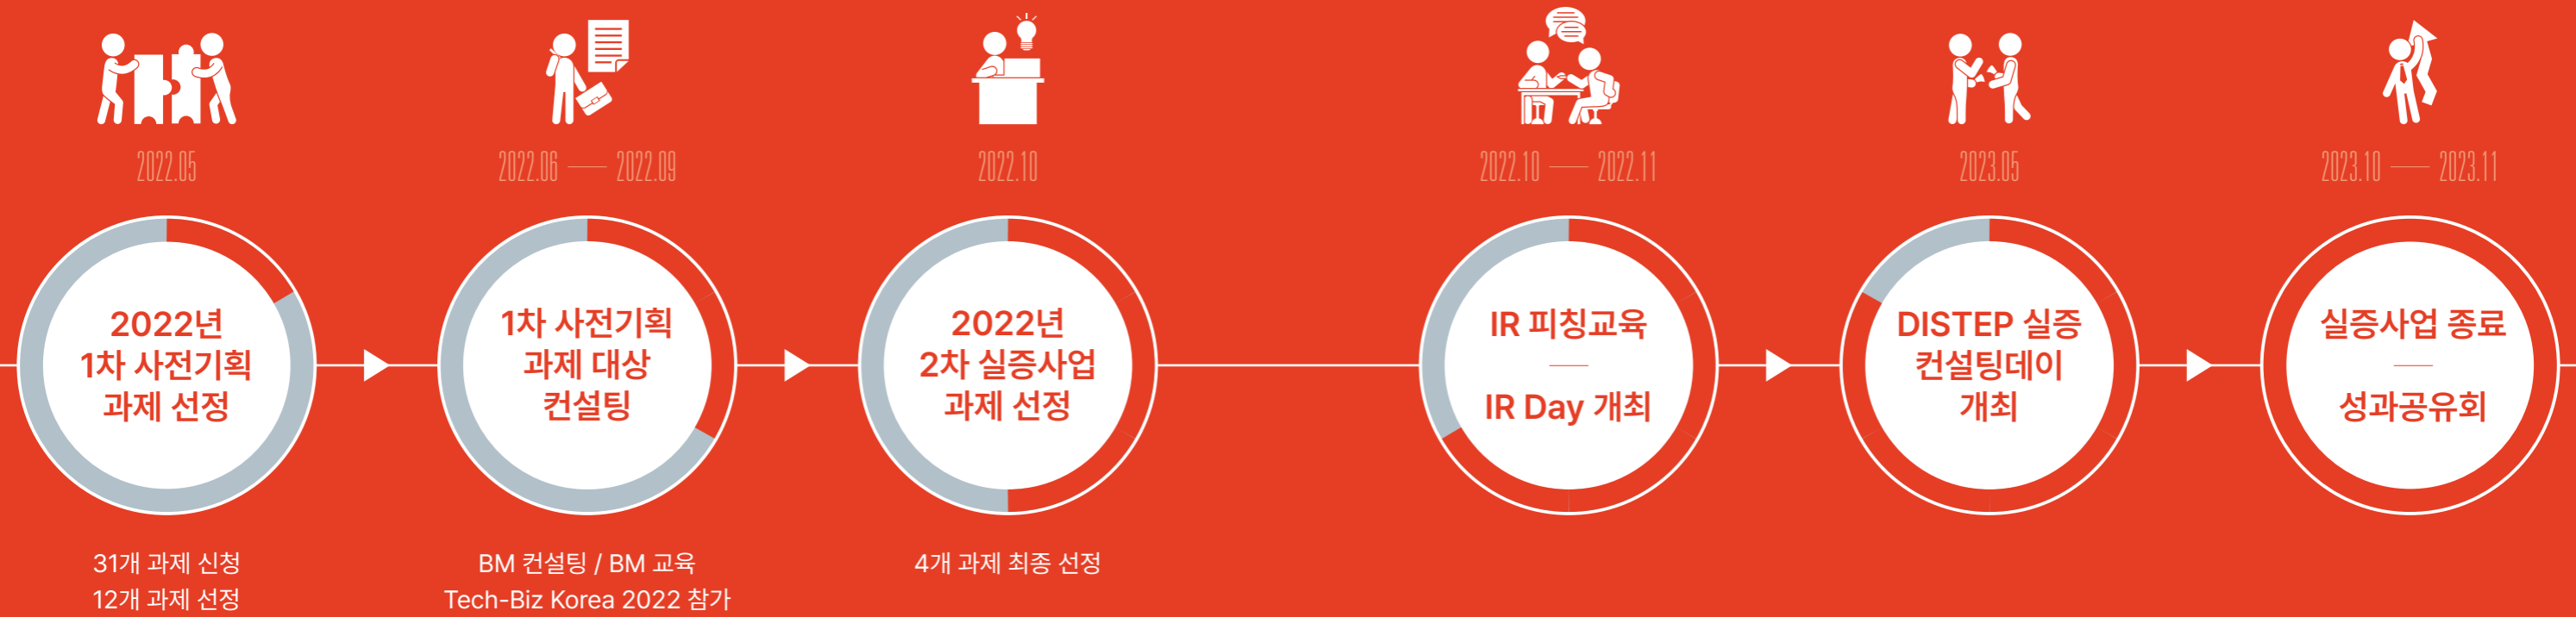 2022.05
2022년
1차 사전기획
과제 선정
31개 과제 신청
12개 과제 선정
2022.06 — 2022.09
1차 사전기획
과제 대상
컨설팅
BM 컨설팅 / BM 교육
Tech-Biz Korea 2022 참가
2022.10
2022년
2차 실증사업
과제 선정
4개 과제 최종 선정
2022.10 — 2022.11
IR 피칭교육
IR Day 개최
2023.05
DISTEP 실증
컨설팅데이
개최
2023.10 — 2023.11
실증사업 종료
성과공유회